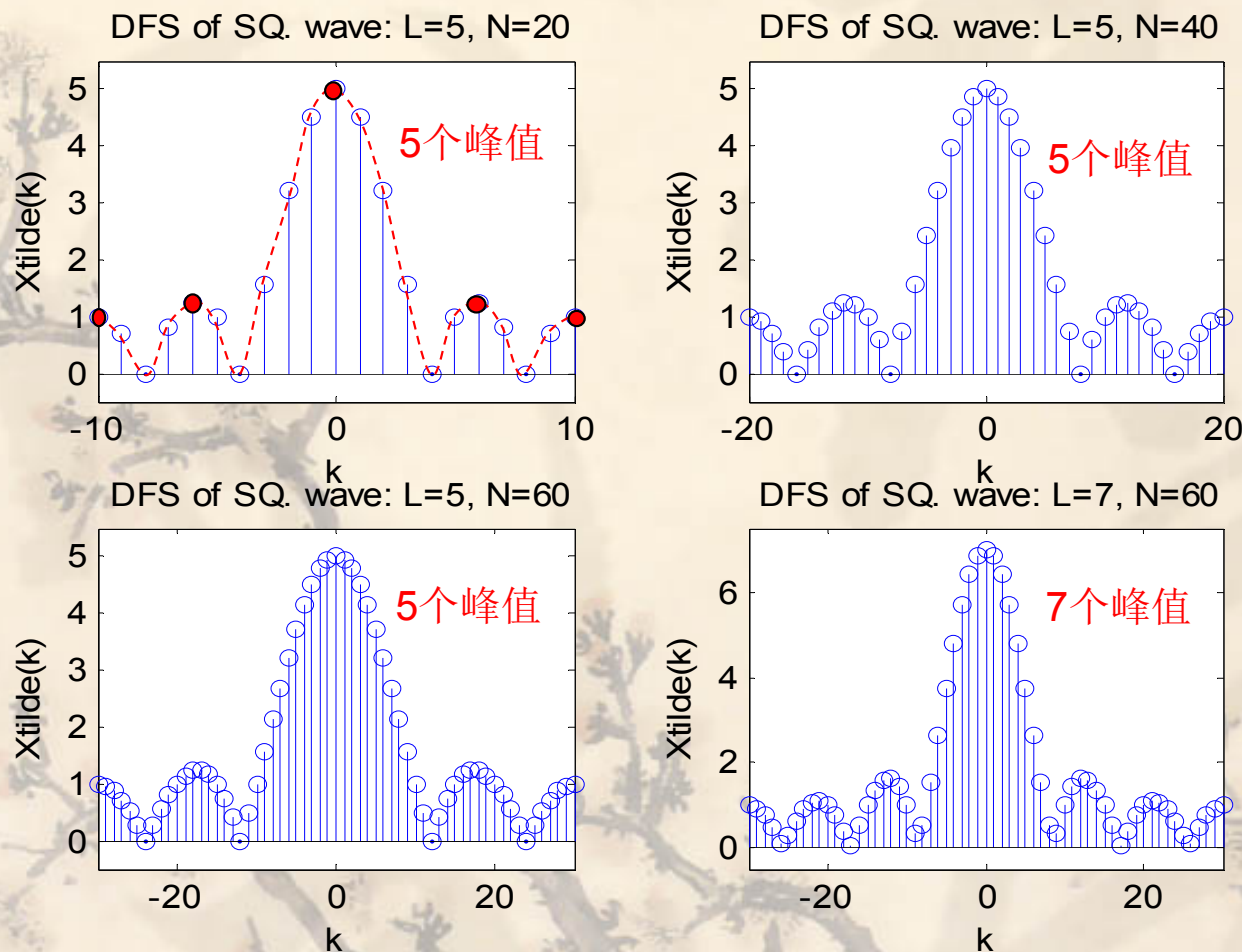 DFS of SQ. wave: L=5, N=20
5
4
3
2
1
0
Xtilde(k)
5个峰值
-10
0
10
k
DFS of SQ. wave: L=5, N=40
5
4
3
2
1
0
Xtilde(k)
5个峰值
-20
0
20
k
DFS of SQ. wave: L=5, N=60
5
4
3
2
1
0
Xtilde(k)
5个峰值
-20
0
20
k
DFS of SQ. wave: L=7, N=60
6
4
2
0
Xtilde(k)
7个峰值
-20
0
20
k